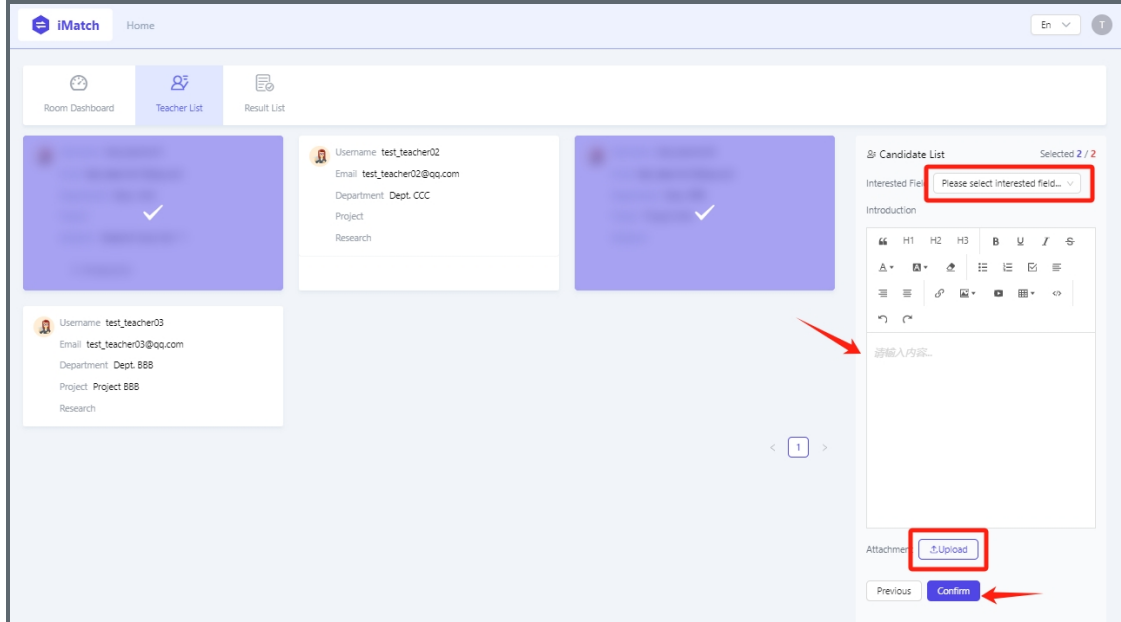 iMatch
Home
En
T
Room Dashboard
Teacher List
Result List
Username test_teacher02
Email test_teacher02@qq.com
Department Dept. CCC
Project
Research
Username test_teacher03
Email test_teacher03@qq.com
Department Dept. BBB
Project Project BBB
Research
< 1 >
Candidate List
Selected 2 / 2
Interested Fiel
Please select interested field...
Introduction
H1 H2 H3 B U I S
A A
请输入内容...
Attachmen
Upload
Previous
Confirm